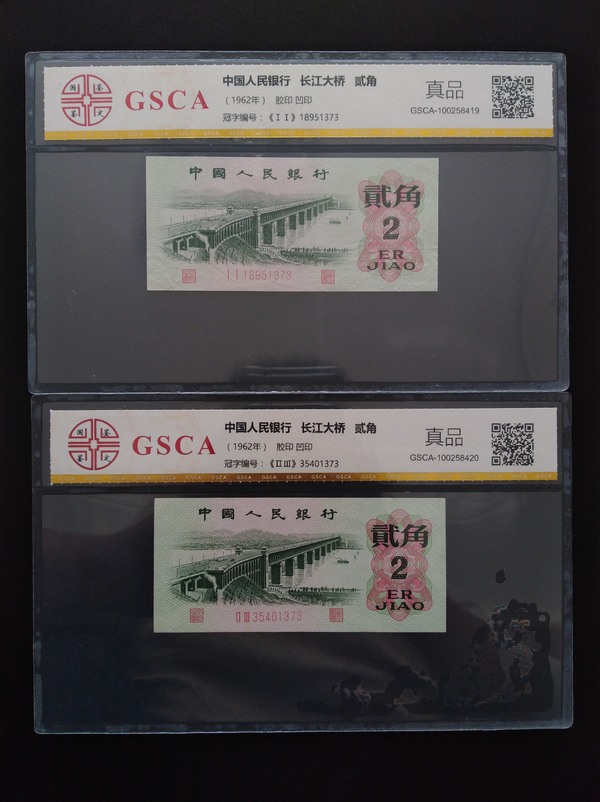 中国人民银行 长江大桥 贰角
(1962年) 胶印 凹印
冠字编号:《I I》18951373
GSCA
真品
GSCA-100258419
中國人民銀行
貳角
2
ER
JIAO
I I 18951373
中国人民银行 长江大桥 贰角
(1962年) 胶印 凹印
冠字编号:《II III》35401373
GSCA
真品
GSCA-100258420
中國人民銀行
貳角
2
ER
JIAO
II III 35401373